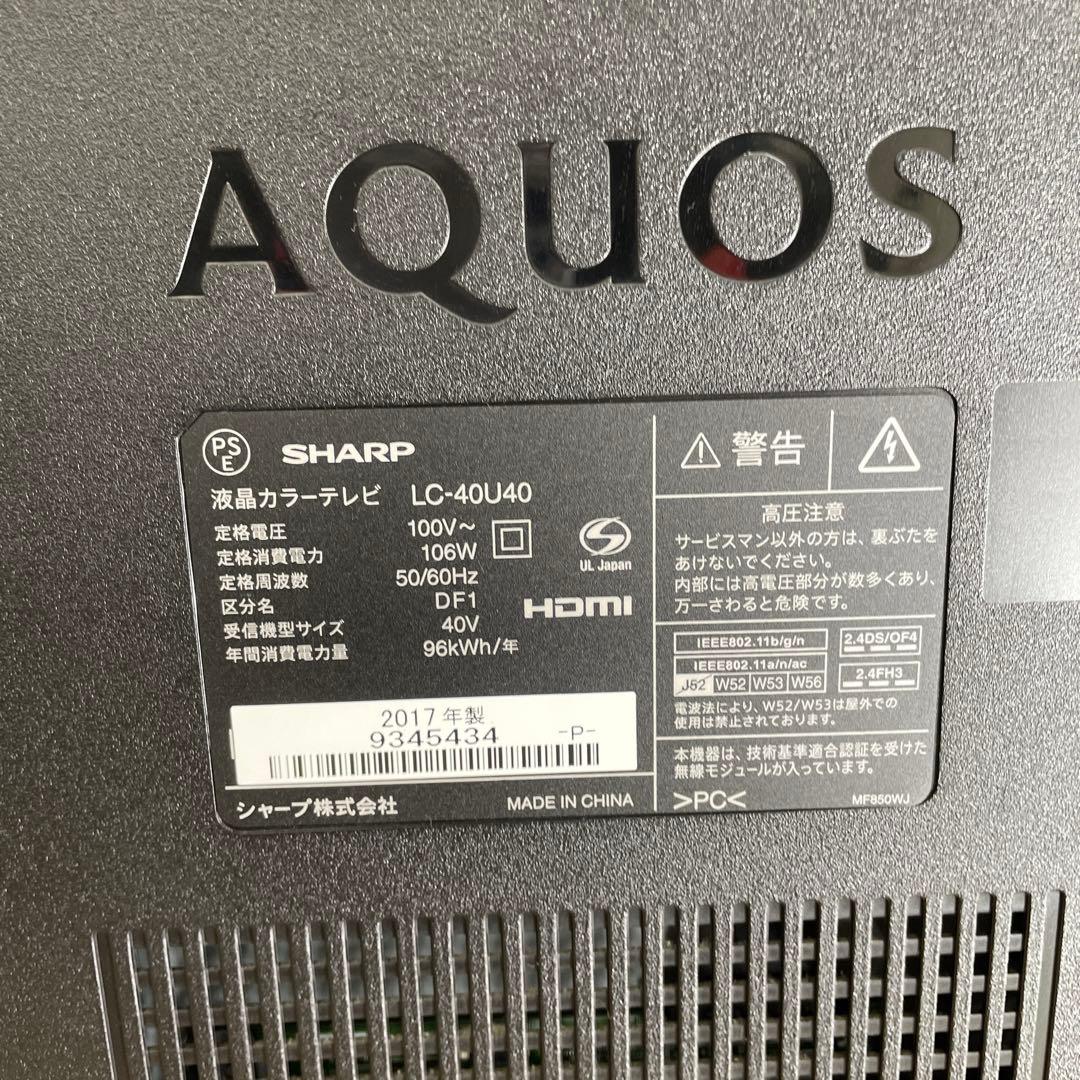 AQUOS
PS
E
SHARP
液晶カラーテレビ LC-40U40
定格電圧 100V～
定格消費電力 106W
定格周波数 50/60Hz
区分名 DF1
受信機型サイズ 40V
年間消費電力量 96kWh/年
S
UL Japan
HDMI
2017年製
9345434 -P-
シャープ株式会社 MADE IN CHINA
警告
高圧注意
サービスマン以外の方は、裏ぶたを
あけないでください。
内部には高電圧部分が数多くあり、
万一さわると危険です。
IEEE802.11b/g/n
IEEE802.11a/n/ac
J52 W52 W53 W56
2.4DS/OF4
2.4FH3
電波法により、W52/W53は屋外での
使用は禁止されております。
本機器は、技術基準適合認証を受けた
無線モジュールが入っています。
>PC< MF850WJ